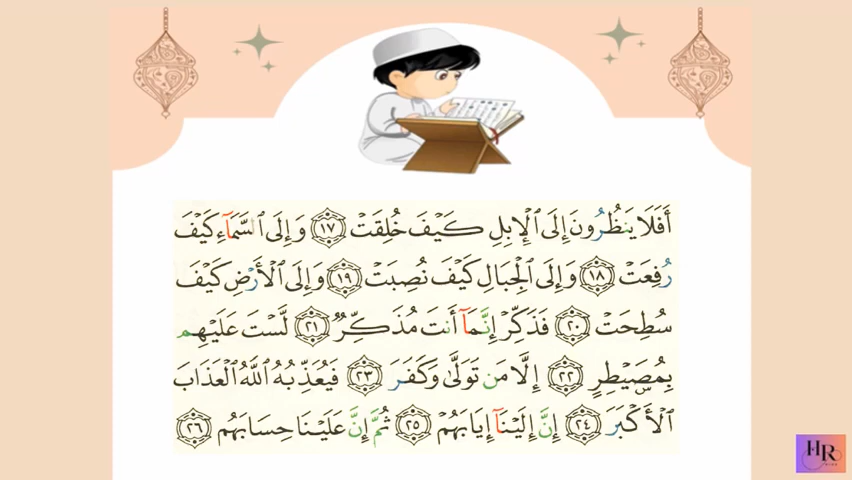 أَفَلَا يَنظُرُونَ إِلَى ٱلْإِبِلِ كَيْفَ خُلِقَتْ ١٧ وَإِلَى ٱلسَّمَآءِ كَيْفَ
رُفِعَتْ ١٨ وَإِلَى ٱلْجِبَالِ كَيْفَ نُصِبَتْ ١٩ وَإِلَى ٱلْأَرْضِ كَيْفَ
سُطِحَتْ ٢٠ فَذَكِّرْ إِنَّمَآ أَنتَ مُذَكِّرٌ ٢١ لَّسْتَ عَلَيْهِم
بِمُصَۜيْطِرٍ ٢٢ إِلَّا مَن تَوَلَّىٰ وَكَفَرَ ٢٣ فَيُعَذِّبُهُ ٱللَّهُ ٱلْعَذَابَ
ٱلْأَكْبَرَ ٢٤ إِنَّ إِلَيْنَآ إِيَابَهُمْ ٢٥ ثُمَّ إِنَّ عَلَيْنَا حِسَابَهُم ٢٦
HR